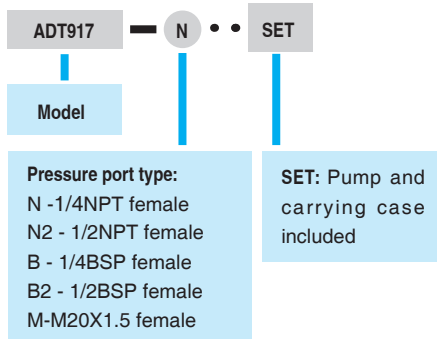 ADT917 — N • • SET
Model
Pressure port type:
N -1/4NPT female
N2 - 1/2NPT female
B - 1/4BSP female
B2 - 1/2BSP female
M-M20X1.5 female
SET: Pump and
carrying case
included